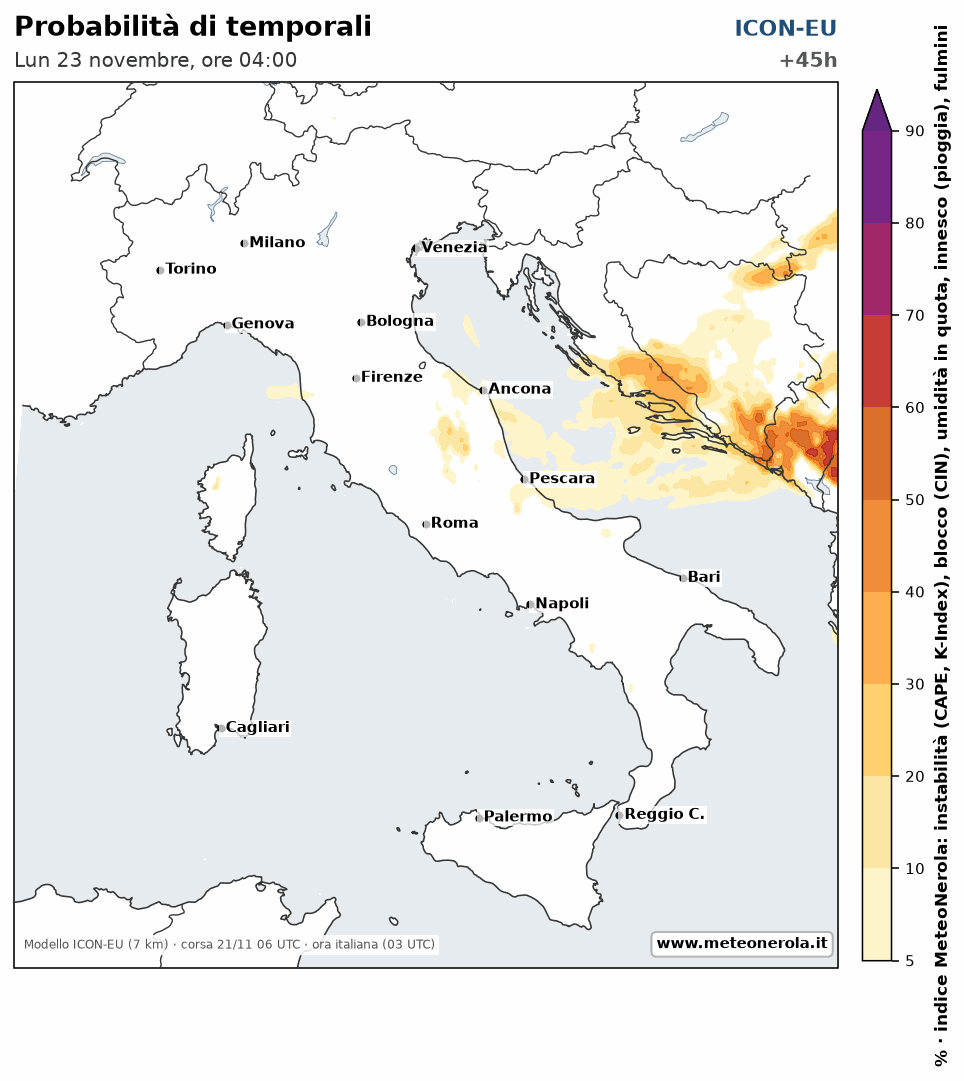 Probabilità di temporali
ICON-EU
Lun 23 novembre, ore 04:00
+45h
Milano
Venezia
Torino
Genova
Bologna
Firenze
Ancona
Pescara
Roma
Bari
Napoli
Cagliari
Palermo
Reggio C.
Modello ICON-EU (7 km) · corsa 21/11 06 UTC · ora italiana (03 UTC)
www.meteonerola.it
90
80
70
60
50
40
30
20
10
5
% · indice MeteoNerola: instabilità (CAPE, K-Index), blocco (CIN), umidità in quota, innesco (pioggia), fulmini